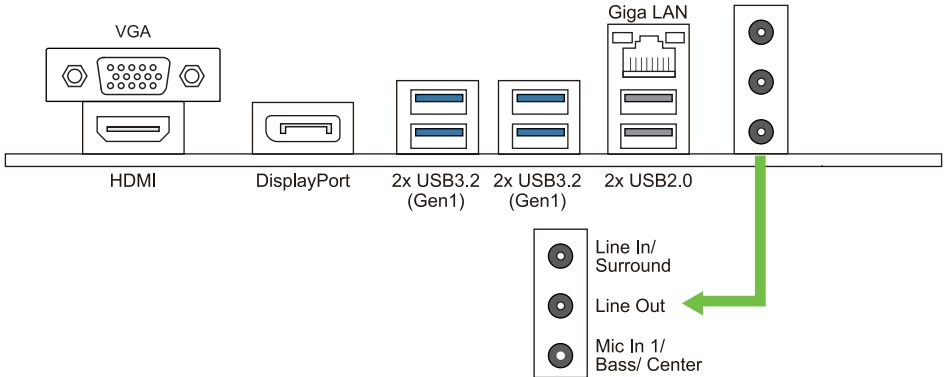 VGA
Giga LAN
HDMI
DisplayPort
2x USB3.2
(Gen1)
2x USB3.2
(Gen1)
2x USB2.0
Line In/
Surround
Line Out
Mic In 1/
Bass/ Center